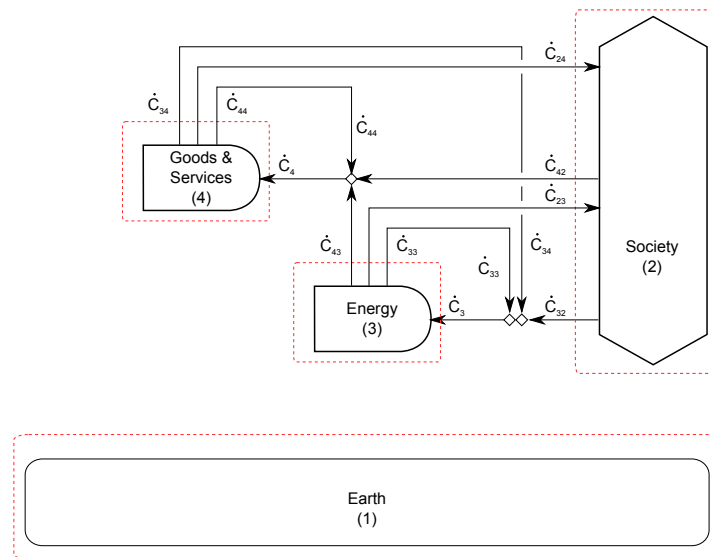 Ċ₂₄
Ċ₃₄
Ċ₄₄
Ċ₄₄
Goods &
Services
(4)
Ċ₄
Ċ₄₂
Ċ₂₃
Ċ₄₃
Ċ₃₃
Ċ₃₄
Society
(2)
Ċ₃₃
Energy
(3)
Ċ₃
Ċ₃₂
Earth
(1)